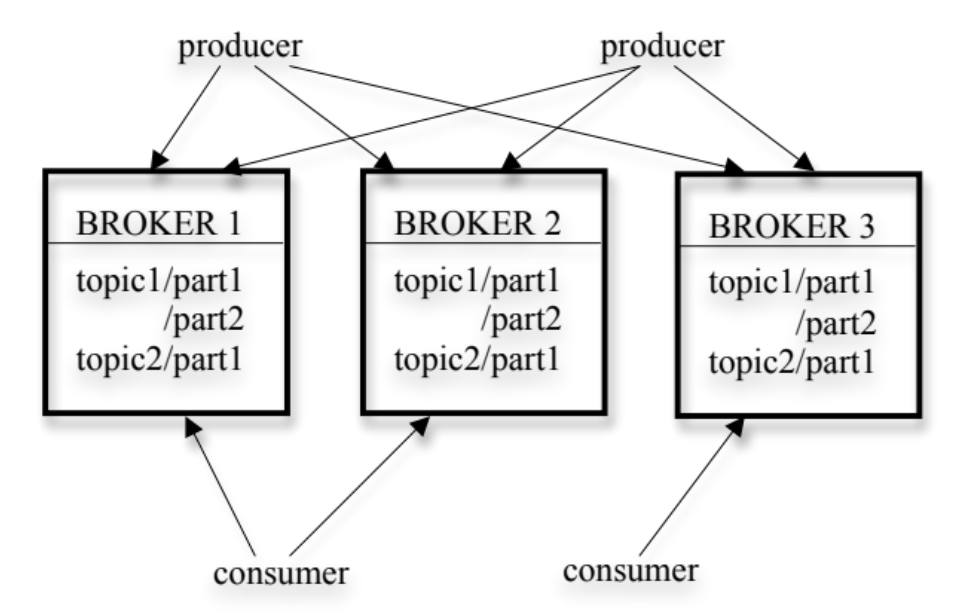 producer producer
BROKER 1
topic1/part1
/part2
topic2/part1
BROKER 2
topic1/part1
/part2
topic2/part1
BROKER 3
topic1/part1
/part2
topic2/part1
consumer consumer